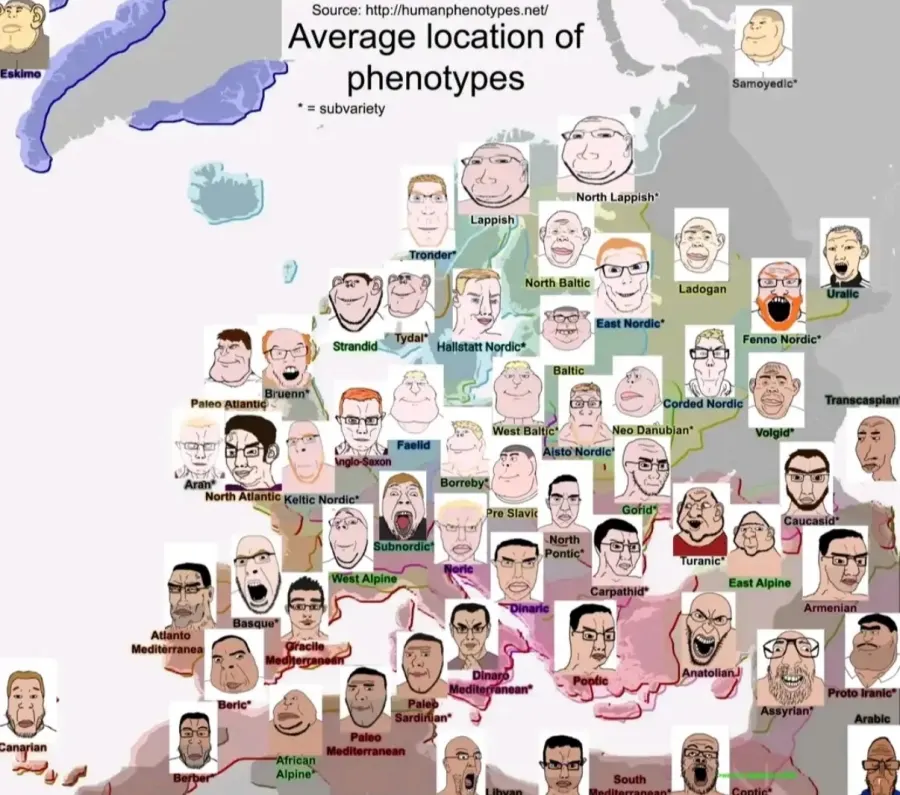 Source: http://humanphenotypes.net/
Average location of
phenotypes
* = subvariety
Eskimo
Samoyedic*
Lappish
North Lappish*
Tronder*
North Baltic
Ladogan
Uralic
East Nordic*
Strandid
Tydal*
Hallstatt Nordic*
Fenno Nordic*
Baltic
Bruenn*
Paleo Atlantic
Corded Nordic
Transcaspian
West Baltic*
Neo Danubian*
Volgid*
Faelid
Aisto Nordic*
Anglo-Saxon
Aran*
Borreby*
North Atlantic
Keltic Nordic*
Pre Slavic
Gorid*
Caucasid*
Subnordic*
North
Pontic*
Turanic*
Noric
West Alpine
East Alpine
Carpathid*
Dinaric
Armenian
Basque*
Atlanto
Mediterranea
Gracile
Mediterranean
Dinaro
Mediterranean*
Pontic
Anatolian
Proto Iranic*
Beric*
Paleo
Sardinian*
Assyrian*
Arabic
Canarian
Paleo
Mediterranean
African
Alpine*
Berber*
Libyan
South
Mediterranean*
Coptic*